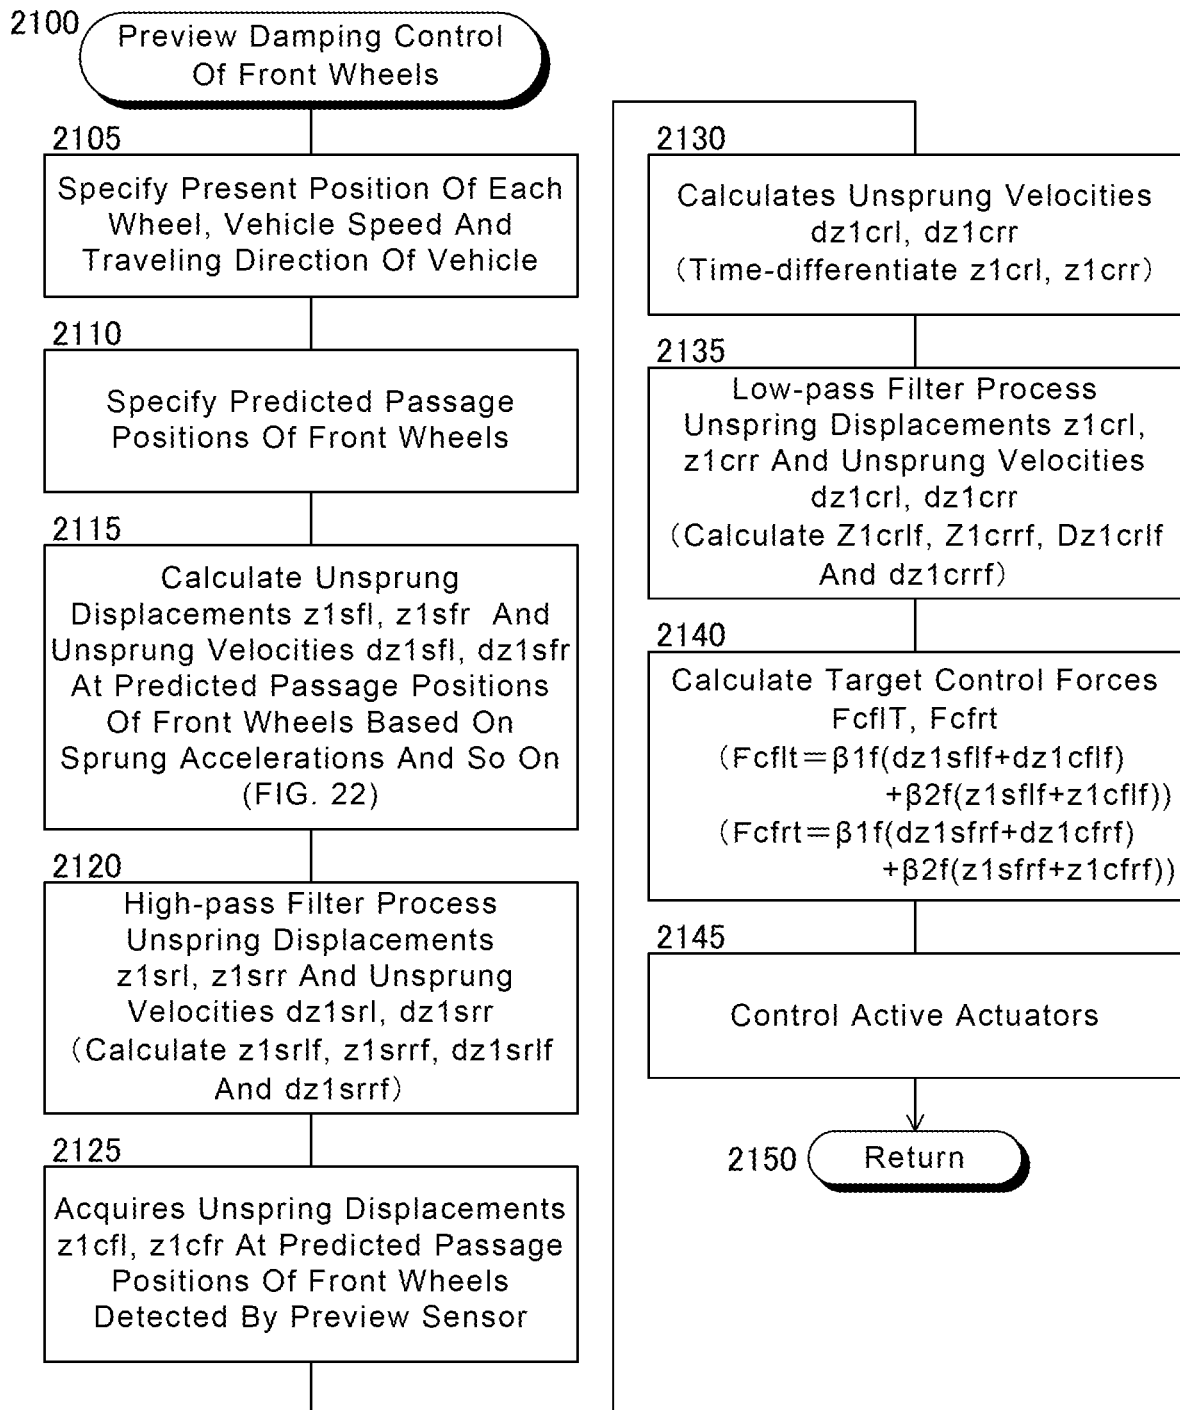 2100
Preview Damping Control
Of Front Wheels
2105
Specify Present Position Of Each
Wheel, Vehicle Speed And
Traveling Direction Of Vehicle
2110
Specify Predicted Passage
Positions Of Front Wheels
2115
Calculate Unsprung
Displacements z1sfl, z1sfr And
Unsprung Velocities dz1sfl, dz1sfr
At Predicted Passage Positions
Of Front Wheels Based On
Sprung Accelerations And So On
(FIG. 22)
2120
High-pass Filter Process
Unspring Displacements
z1srl, z1srr And Unsprung
Velocities dz1srl, dz1srr
(Calculate z1srlf, z1srrf, dz1srlf
And dz1srrf)
2125
Acquires Unspring Displacements
z1cfl, z1cfr At Predicted Passage
Positions Of Front Wheels
Detected By Preview Sensor
2130
Calculates Unsprung Velocities
dz1crl, dz1crr
(Time-differentiate z1crl, z1crr)
2135
Low-pass Filter Process
Unspring Displacements z1crl,
z1crr And Unsprung Velocities
dz1crl, dz1crr
(Calculate Z1crlf, Z1crrf, Dz1crlf
And dz1crrf)
2140
Calculate Target Control Forces
FcflT, Fcfrt
(Fcflt=β1f(dz1sflf+dz1cflf)
+β2f(z1sflf+z1cflf))
(Fcfrt=β1f(dz1sfrf+dz1cfrf)
+β2f(z1sfrf+z1cfrf))
2145
Control Active Actuators
2150
Return